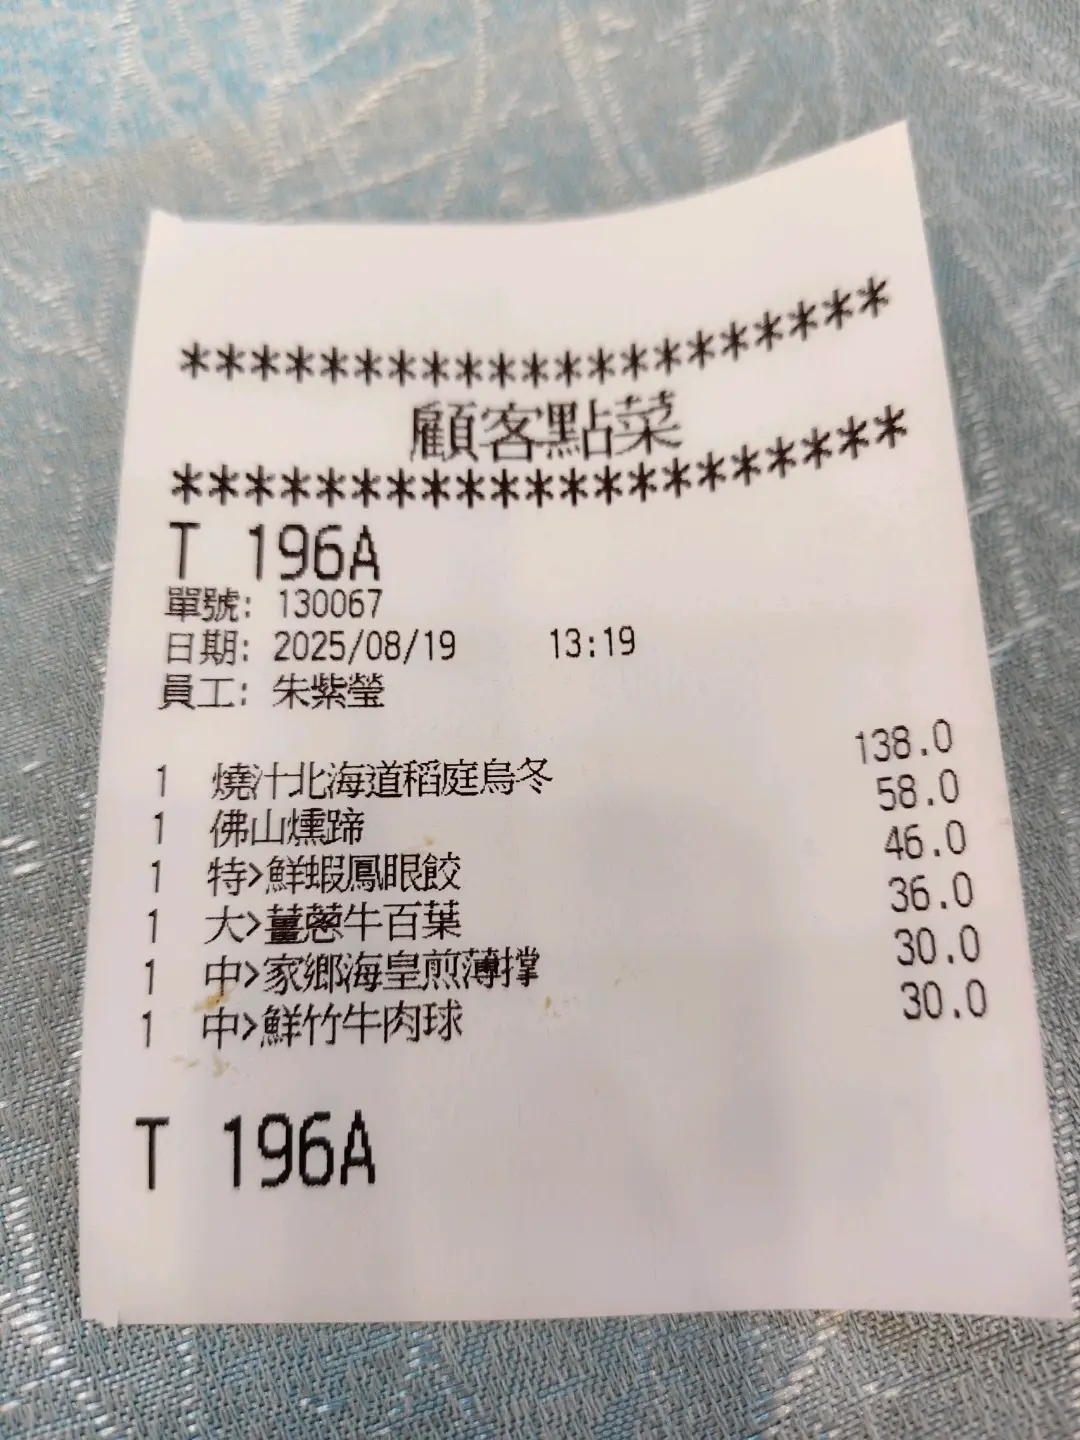 ********************
顧客點菜
********************
T 196A
單號: 130067
日期: 2025/08/19 13:19
員工: 朱紫瑩
1 燒汁北海道稻庭烏冬 138.0
1 佛山燻蹄 58.0
1 特>鮮蝦鳳眼餃 46.0
1 大>薑蔥牛百葉 36.0
1 中>家鄉海皇煎薄撐 30.0
1 中>鮮竹牛肉球 30.0
T 196A